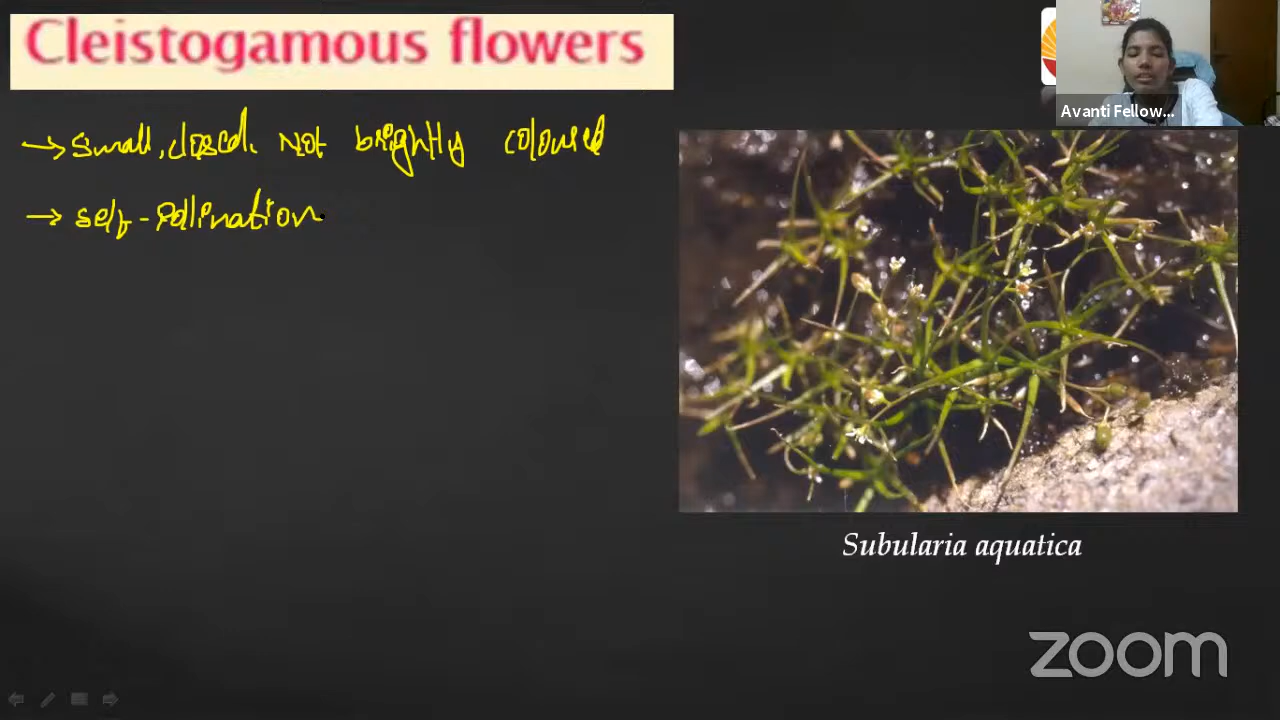 Cleistogamous flowers
Avanti Fellow...
→ small, closed. Not brightly coloured
→ self-pollination
Subularia aquatica
zoom